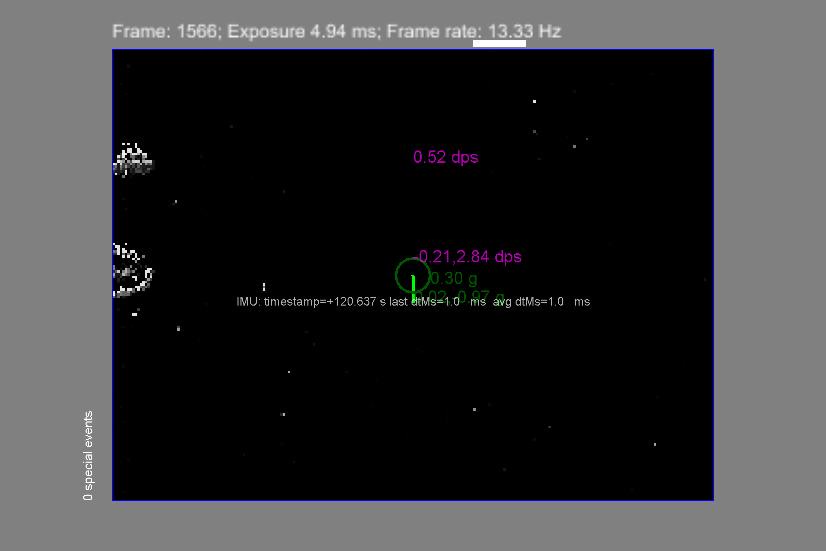 Frame: 1566; Exposure 4.94 ms; Frame rate: 13.33 Hz
0.52 dps
-0.21,2.84 dps
0.30 g
0.97 g
IMU: timestamp=+120.637 s last dtMs=1.0 ms avg dtMs=1.0 ms
0 special events